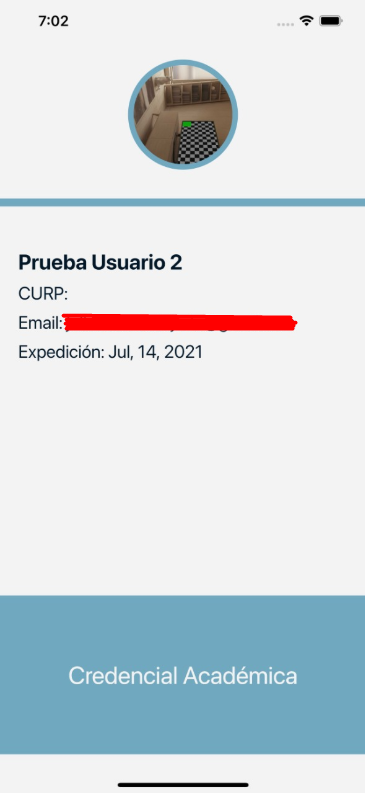 7:02
Prueba Usuario 2
CURP:
Email:
Expedición: Jul, 14, 2021
Credencial Académica